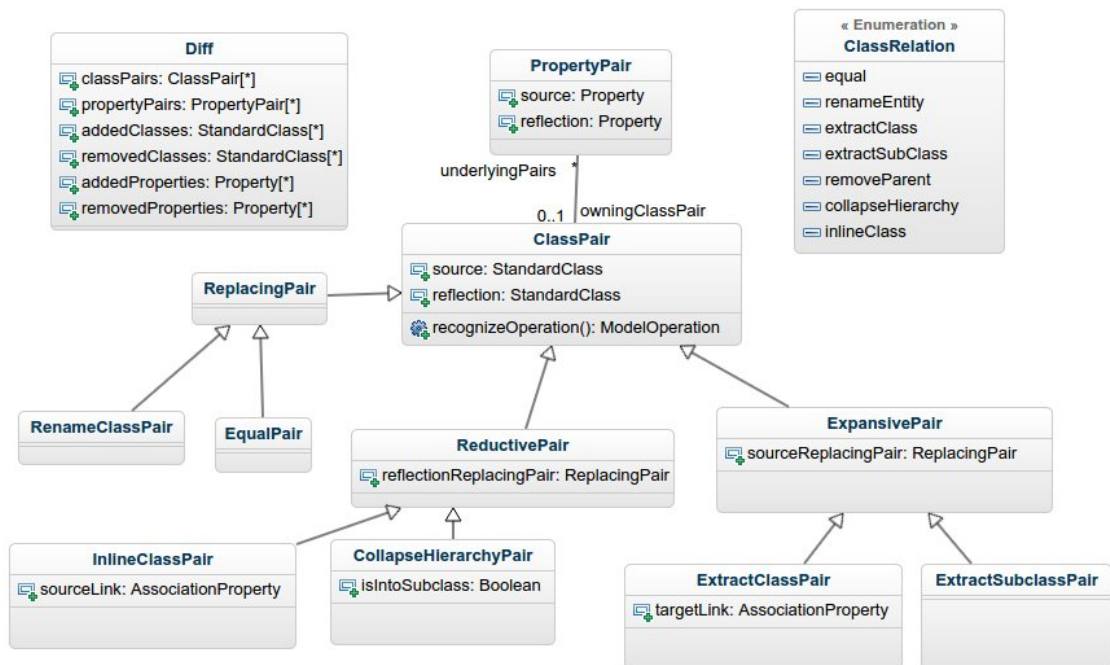 Diff
classPairs: ClassPair[*]
propertyPairs: PropertyPair[*]
addedClasses: StandardClass[*]
removedClasses: StandardClass[*]
addedProperties: Property[*]
removedProperties: Property[*]
PropertyPair
source: Property
reflection: Property
« Enumeration »
ClassRelation
equal
renameEntity
extractClass
extractSubClass
removeParent
collapseHierarchy
inlineClass
underlyingPairs *
0..1 owningClassPair
ClassPair
source: StandardClass
reflection: StandardClass
recognizeOperation(): ModelOperation
ReplacingPair
RenameClassPair
EqualPair
ReductivePair
reflectionReplacingPair: ReplacingPair
ExpansivePair
sourceReplacingPair: ReplacingPair
InlineClassPair
sourceLink: AssociationProperty
CollapseHierarchyPair
isIntoSubclass: Boolean
ExtractClassPair
targetLink: AssociationProperty
ExtractSubclassPair